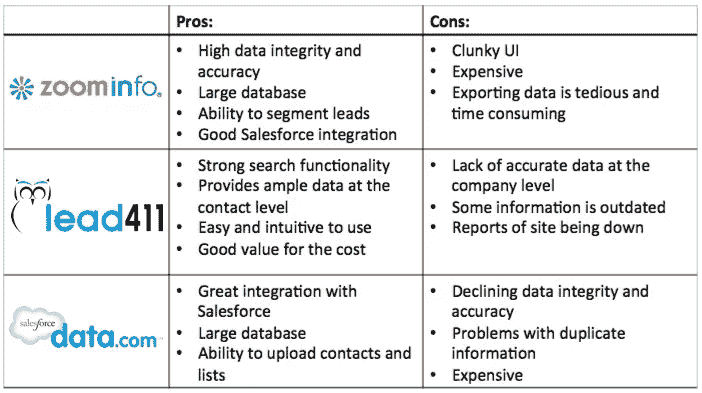 Pros:
Cons:
zoominfo®
• High data integrity and
accuracy
• Large database
• Ability to segment leads
• Good Salesforce integration
• Clunky UI
• Expensive
• Exporting data is tedious and
time consuming
lead411
• Strong search functionality
• Provides ample data at the
contact level
• Easy and intuitive to use
• Good value for the cost
• Lack of accurate data at the
company level
• Some information is outdated
• Reports of site being down
salesforce
data.com
• Great integration with
Salesforce
• Large database
• Ability to upload contacts and
lists
• Declining data integrity and
accuracy
• Problems with duplicate
information
• Expensive